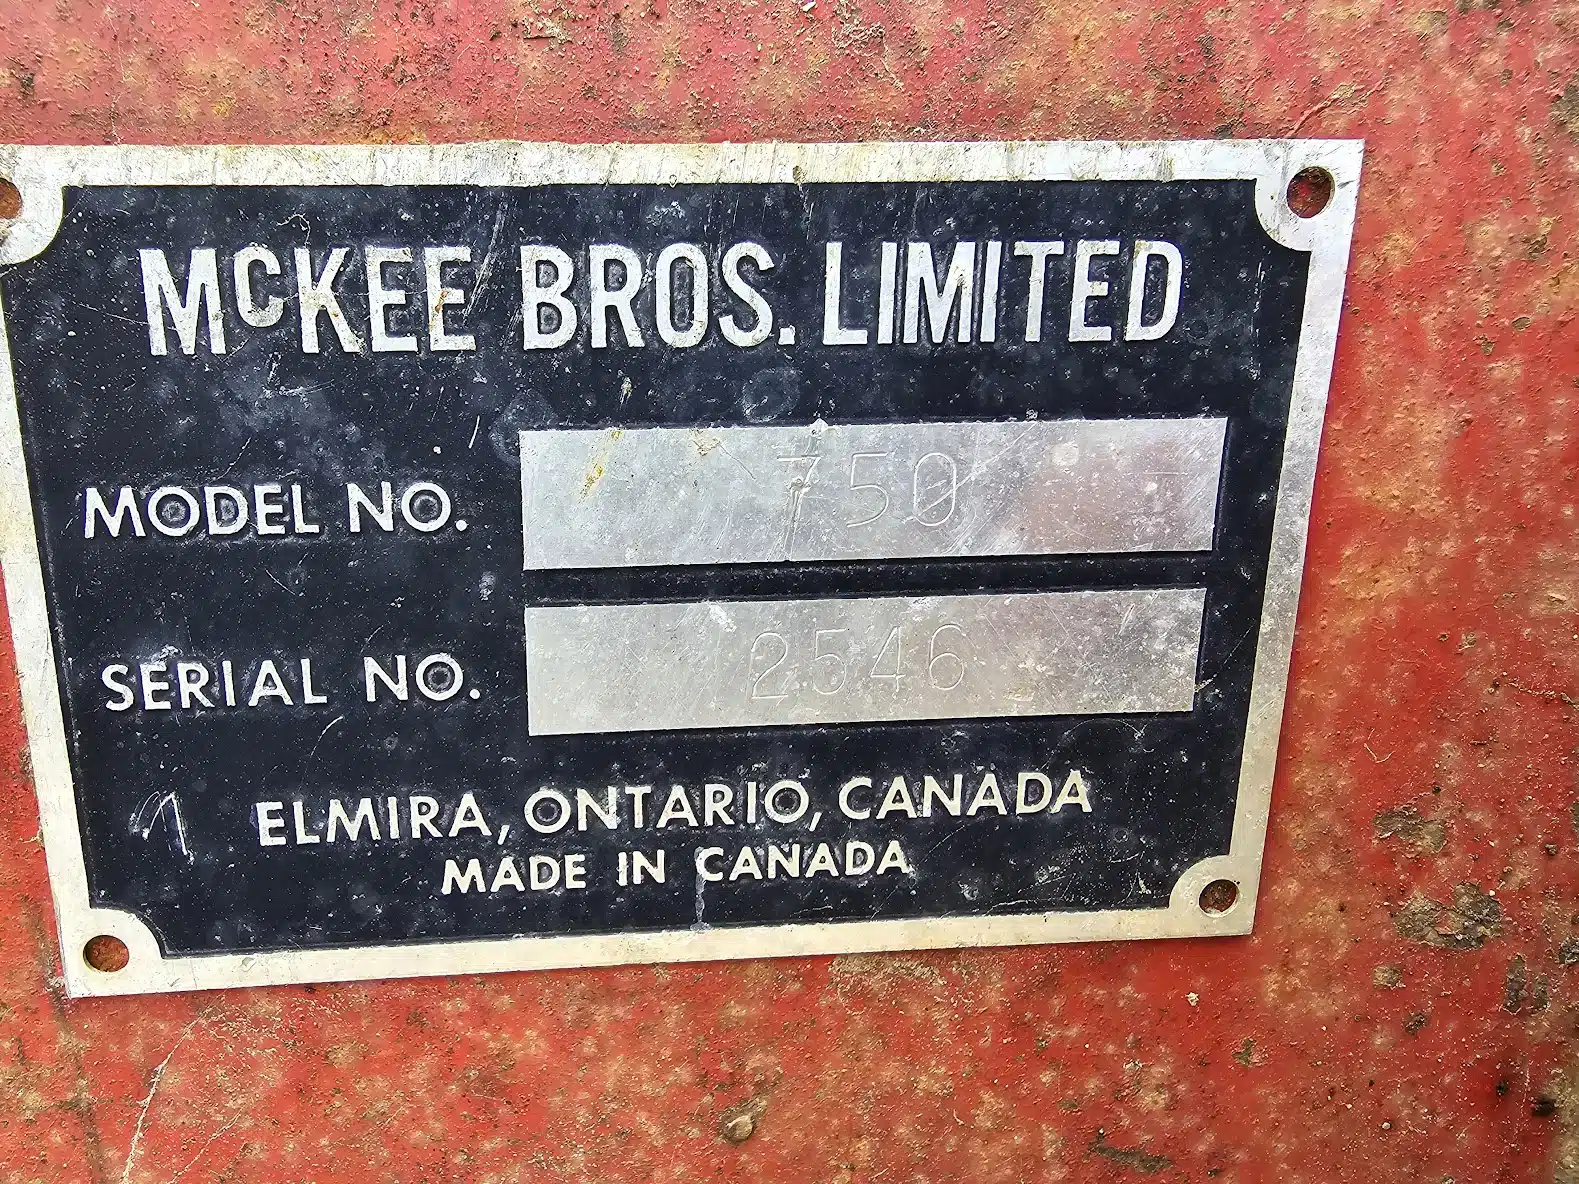 McKEE BROS. LIMITED
MODEL NO. 750
SERIAL NO. 2546
ELMIRA, ONTARIO, CANADA
MADE IN CANADA